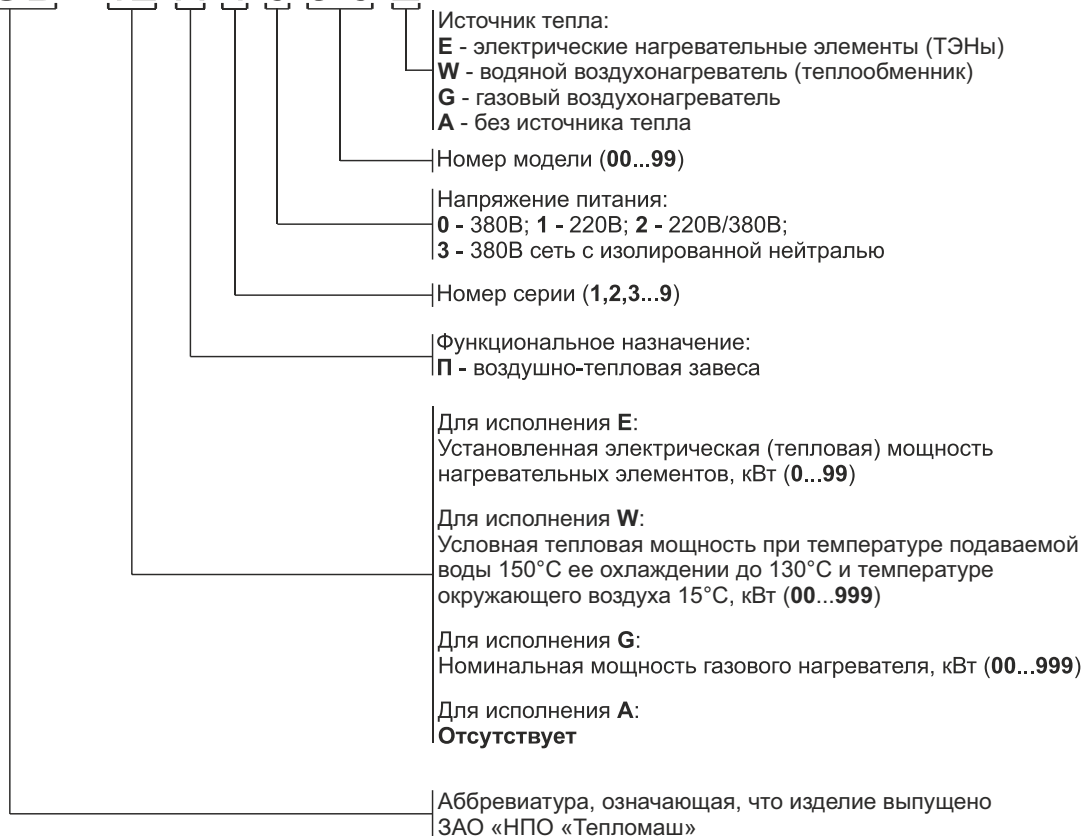 Источник тепла:
E - электрические нагревательные элементы (ТЭНы)
W - водяной воздухонагреватель (теплообменник)
G - газовый воздухонагреватель
A - без источника тепла
Номер модели (00...99)
Напряжение питания:
0 - 380В; 1 - 220В; 2 - 220В/380В;
3 - 380В сеть с изолированной нейтралью
Номер серии (1,2,3...9)
Функциональное назначение:
П - воздушно-тепловая завеса
Для исполнения E:
Установленная электрическая (тепловая) мощность
нагревательных элементов, кВт (0...99)
Для исполнения W:
Условная тепловая мощность при температуре подаваемой
воды 150°C ее охлаждении до 130°C и температуре
окружающего воздуха 15°C, кВт (00...999)
Для исполнения G:
Номинальная мощность газового нагревателя, кВт (00...999)
Для исполнения A:
Отсутствует
Аббревиатура, означающая, что изделие выпущено
ЗАО «НПО «Тепломаш»